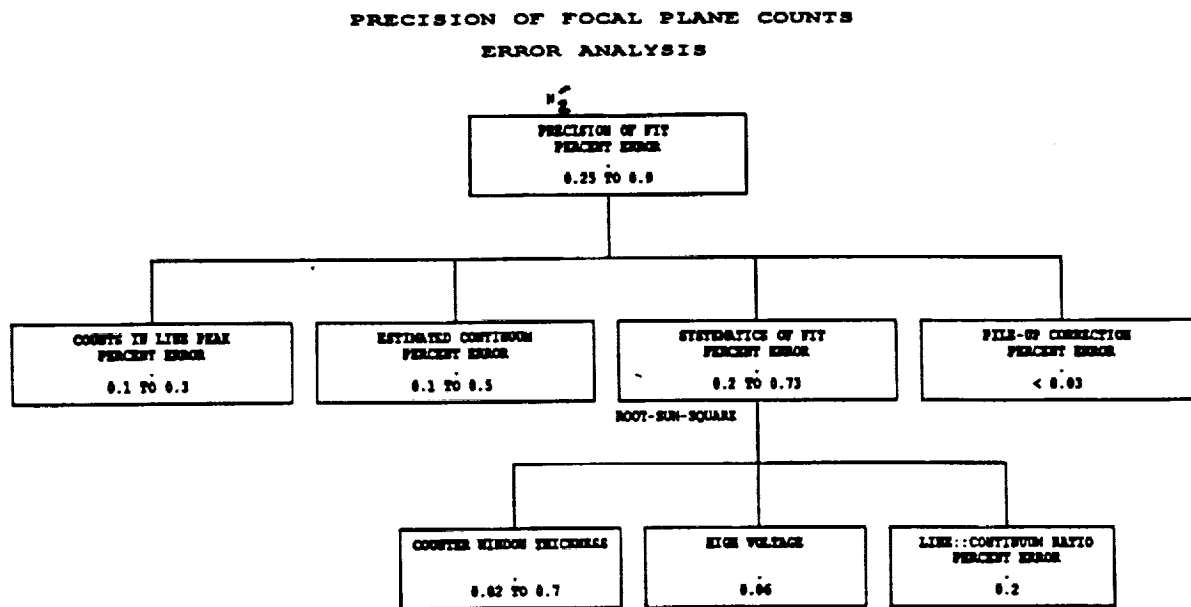 PRECISION OF FOCAL PLANE COUNTS
ERROR ANALYSIS
PRECISION OF FIT
PERCENT ERROR
0.25 TO 0.9
COUNTS IN LINE PEAK
PERCENT ERROR
0.1 TO 0.3
ESTIMATED CONTINUUM
PERCENT ERROR
0.1 TO 0.5
SYSTEMATICS OF FIT
PERCENT ERROR
0.2 TO 0.73
PILE-UP CORRECTION
PERCENT ERROR
< 0.03
ROOT-SUM-SQUARE
COUNTER WINDOW THICKNESS
0.02 TO 0.7
HIGH VOLTAGE
0.06
LINE::CONTINUUM RATIO
PERCENT ERROR
0.2